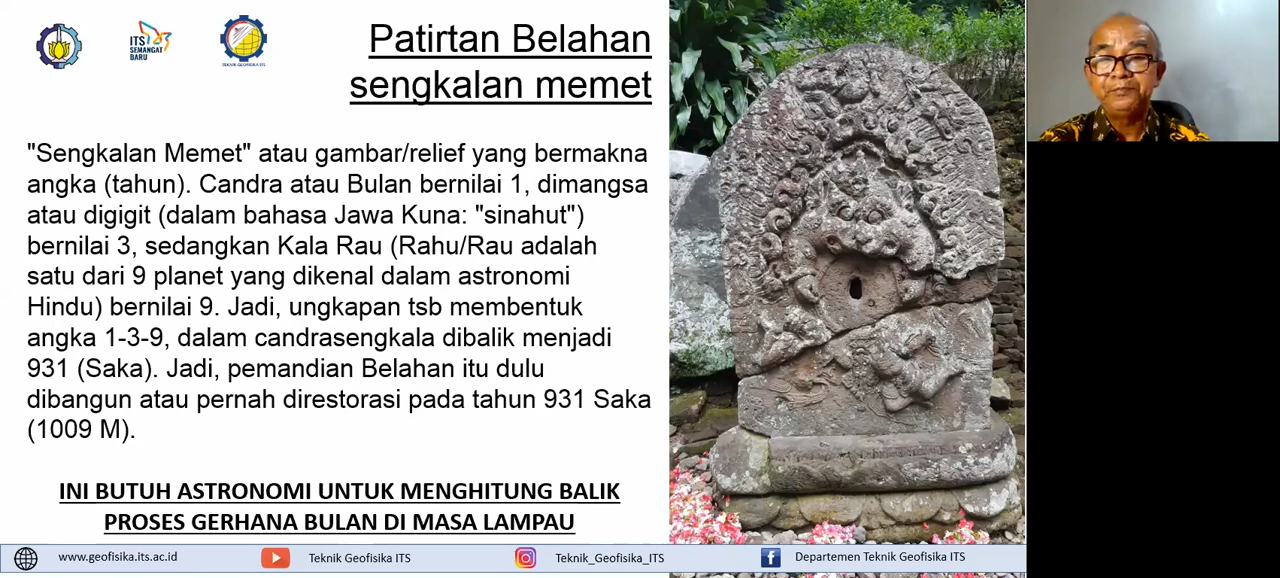 ITS
SEMANGAT
BARU
TEKNIK GEOFISIKA ITS
Patirtan Belahan
sengkalan memet
"Sengkalan Memet" atau gambar/relief yang bermakna
angka (tahun). Candra atau Bulan bernilai 1, dimangsa
atau digigit (dalam bahasa Jawa Kuna: "sinahut")
bernilai 3, sedangkan Kala Rau (Rahu/Rau adalah
satu dari 9 planet yang dikenal dalam astronomi
Hindu) bernilai 9. Jadi, ungkapan tsb membentuk
angka 1-3-9, dalam candrasengkala dibalik menjadi
931 (Saka). Jadi, pemandian Belahan itu dulu
dibangun atau pernah direstorasi pada tahun 931 Saka
(1009 M).
INI BUTUH ASTRONOMI UNTUK MENGHITUNG BALIK
PROSES GERHANA BULAN DI MASA LAMPAU
www.geofisika.its.ac.id
Teknik Geofisika ITS
Teknik_Geofisika_ITS
Departemen Teknik Geofisika ITS